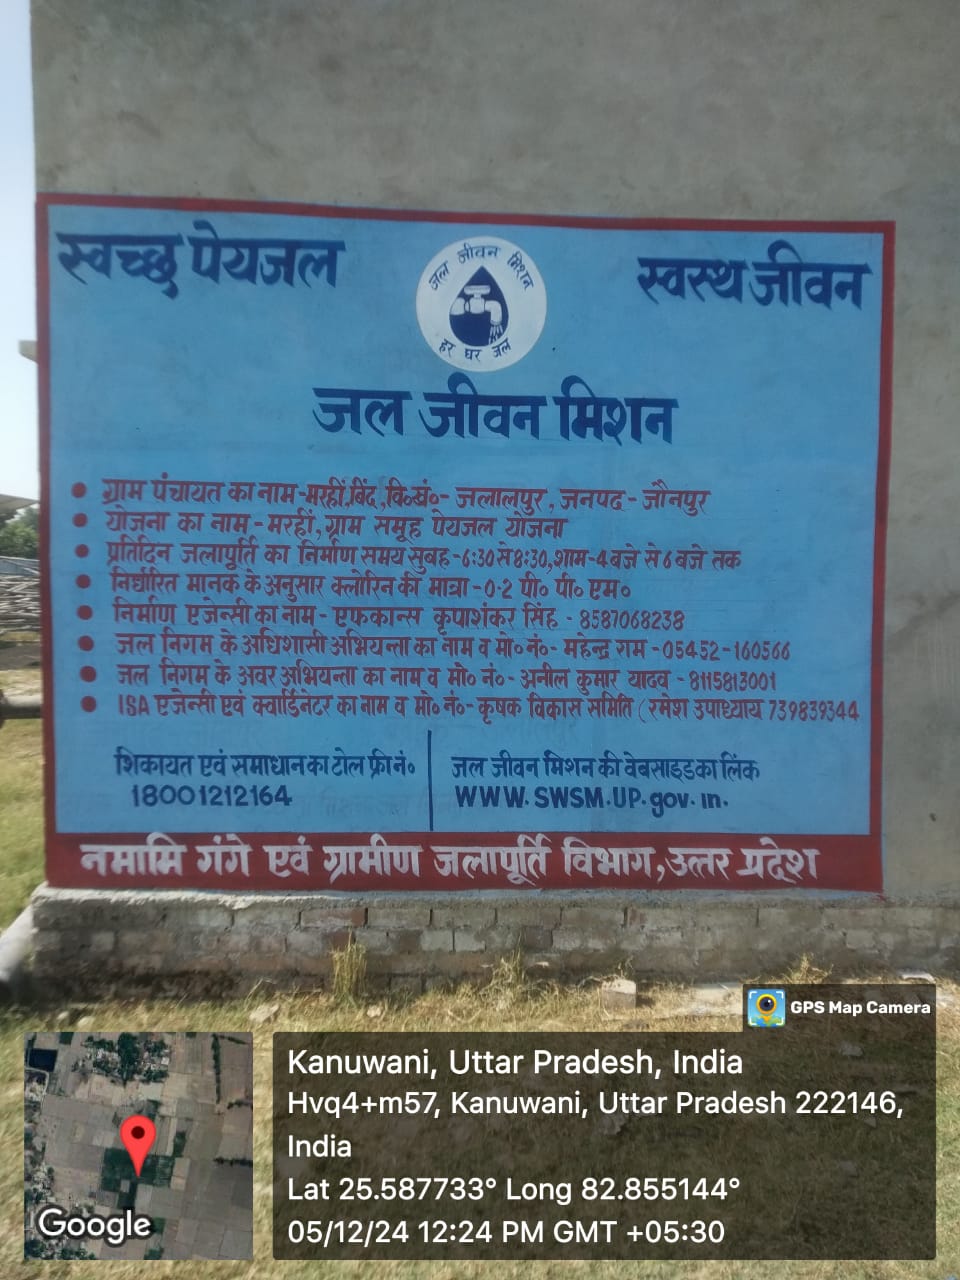 स्वच्छ पेयजल
जल जीवन मिशन
हर घर जल
स्वस्थ जीवन
जल जीवन मिशन
• ग्राम पंचायत का नाम-मरहीं,बिंद,वि०खं०- जलालपुर, जनपद- जौनपुर
• योजना का नाम-मरहीं,ग्राम समूह पेयजल योजना
• प्रतिदिन जलापूर्ति का निर्माण समय सुबह-6:30से8:30,शाम-4बजे से 6 बजे तक
• निर्धारित मानक के अनुसार क्लोरिन की मात्रा-0.2 पी० पी० एम०
• निर्माण एजेन्सी का नाम- एफकान्स कृपाशंकर सिंह - 8587068238
• जल निगम के अधिशासी अभियन्ता का नाम व मो० नं०- महेन्द्र राम -05452-160566
• जल निगम के अवर अभियन्ता का नाम व मो० नं०- अनील कुमार यादव - 8115813001
• ISA एजेन्सी एवं क्वार्डिनेटर का नाम व मो० नं०- कृषक विकास समिति (रमेश उपाध्याय 739839344
शिकायत एवं समाधान का टोल फ्री नं०
18001212164
जल जीवन मिशन की वेबसाइड का लिंक
WWW.SWSM.UP.gov.in.
नमामि गंगे एवं ग्रामीण जलापूर्ति विभाग,उत्तर प्रदेश
GPS Map Camera
Kanuwani, Uttar Pradesh, India
Hvq4+m57, Kanuwani, Uttar Pradesh 222146,
India
Lat 25.587733° Long 82.855144°
05/12/24 12:24 PM GMT +05:30
Google